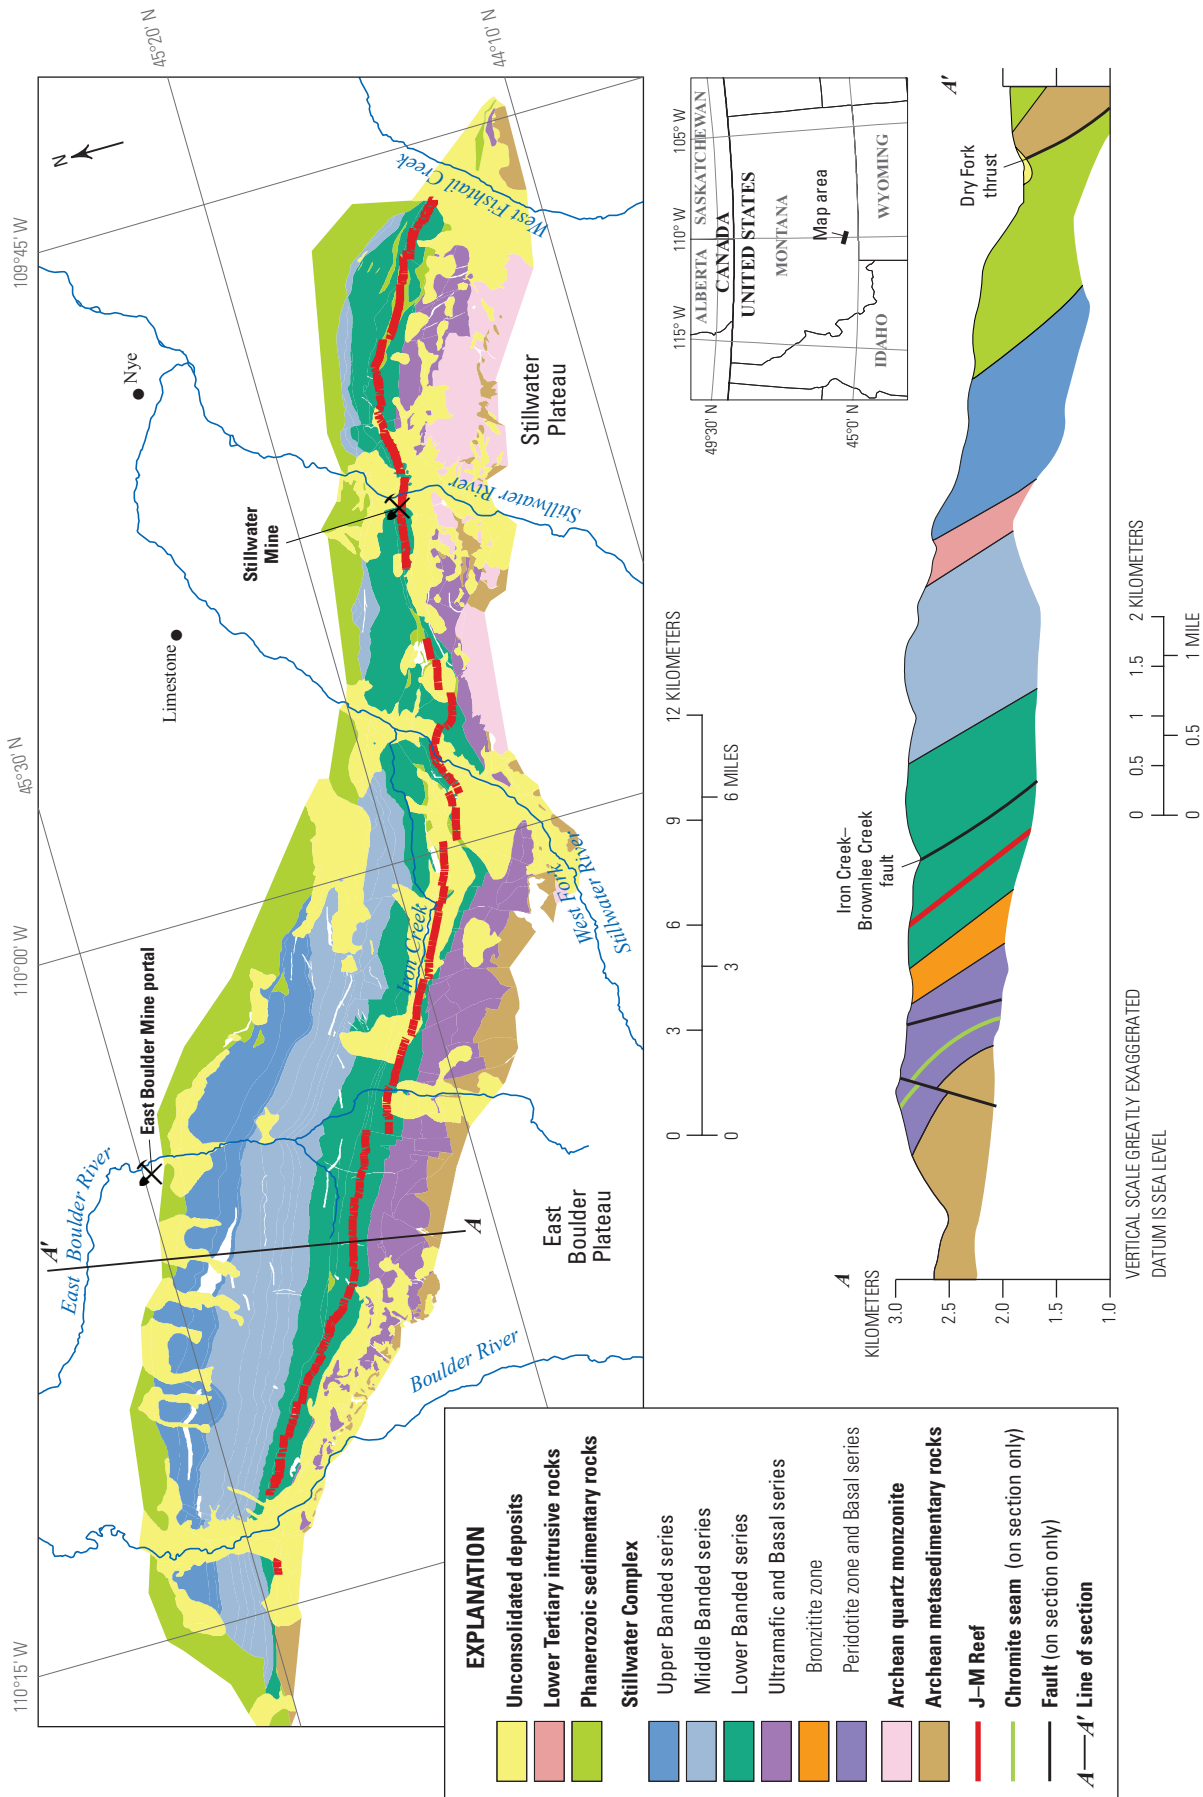 110°15' W
110°00' W
45°30' N
109°45' W
45°20' N
44°10' N
N
A'
East Boulder River
East Boulder Mine portal
Limestone
Nye
Stillwater
Mine
West Fishtail Creek
Stillwater River
Stillwater River
Stillwater
Plateau
Iron Creek
West Fork
Stillwater River
A
East
Boulder
Plateau
Boulder River
0 3 6 9 12 KILOMETERS
0 3 6 MILES
EXPLANATION
Unconsolidated deposits
Lower Tertiary intrusive rocks
Phanerozoic sedimentary rocks
Stillwater Complex
Upper Banded series
Middle Banded series
Lower Banded series
Ultramafic and Basal series
Bronzitite zone
Peridotite zone and Basal series
Archean quartz monzonite
Archean metasedimentary rocks
J–M Reef
Chromite seam (on section only)
Fault (on section only)
A—A' Line of section
115° W
110° W
105° W
49°30' N
45°0' N
ALBERTA
SASKATCHEWAN
CANADA
UNITED STATES
MONTANA
Map area
IDAHO
WYOMING
A
KILOMETERS
3.0
2.5
2.0
1.5
1.0
Iron Creek–
Brownlee Creek
fault
Dry Fork
thrust
A'
VERTICAL SCALE GREATLY EXAGGERATED
DATUM IS SEA LEVEL
0 0.5 1 1.5 2 KILOMETERS
0 0.5 1 MILE